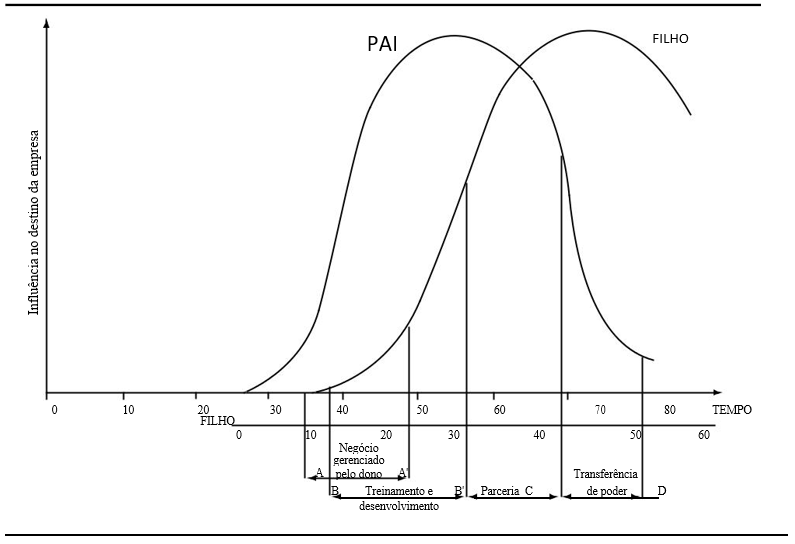 PAI
FILHO
Influência no destino da empresa
0 10 20 30 40 50 60 70 80 TEMPO
FILHO
0 10 20 30 40 50 60
Negócio
gerenciado
A pelo dono A'
Transferência
B Treinamento e B' Parceria C de poder D
desenvolvimento